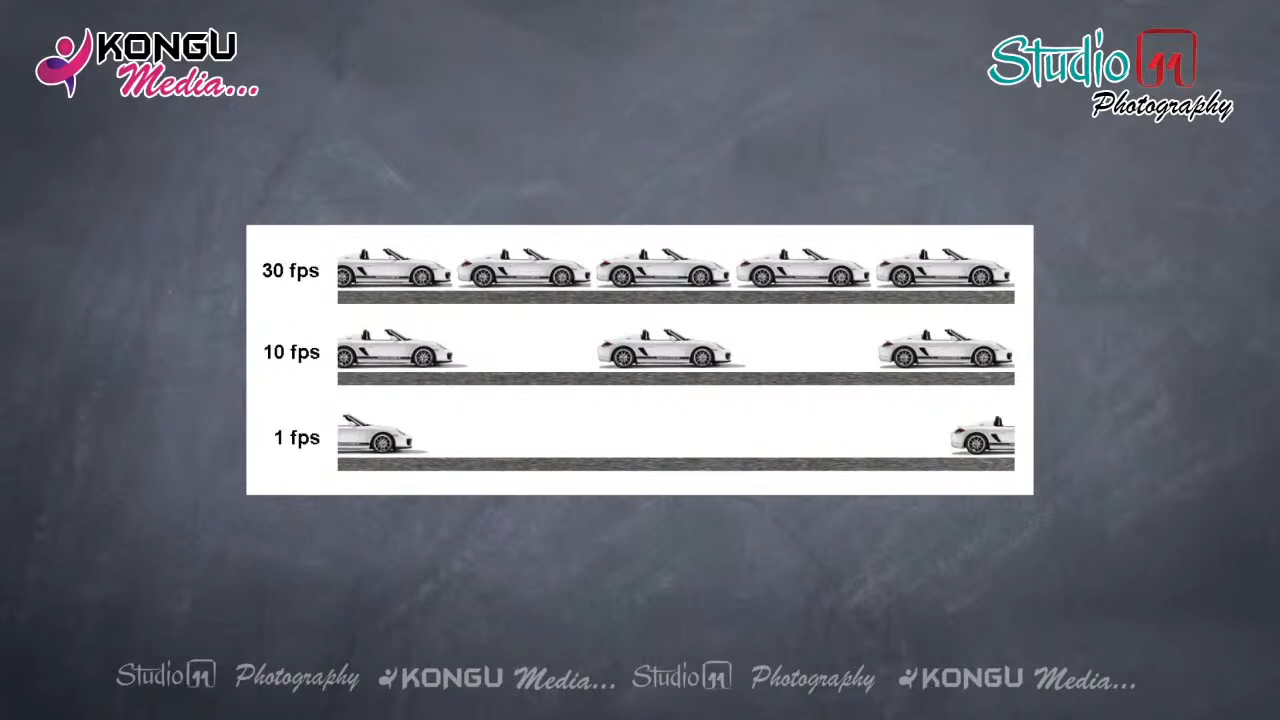 KONGU
Media...
Studio 11
Photography
30 fps
10 fps
1 fps
Studio 11 Photography KONGU Media... Studio 11 Photography KONGU Media...